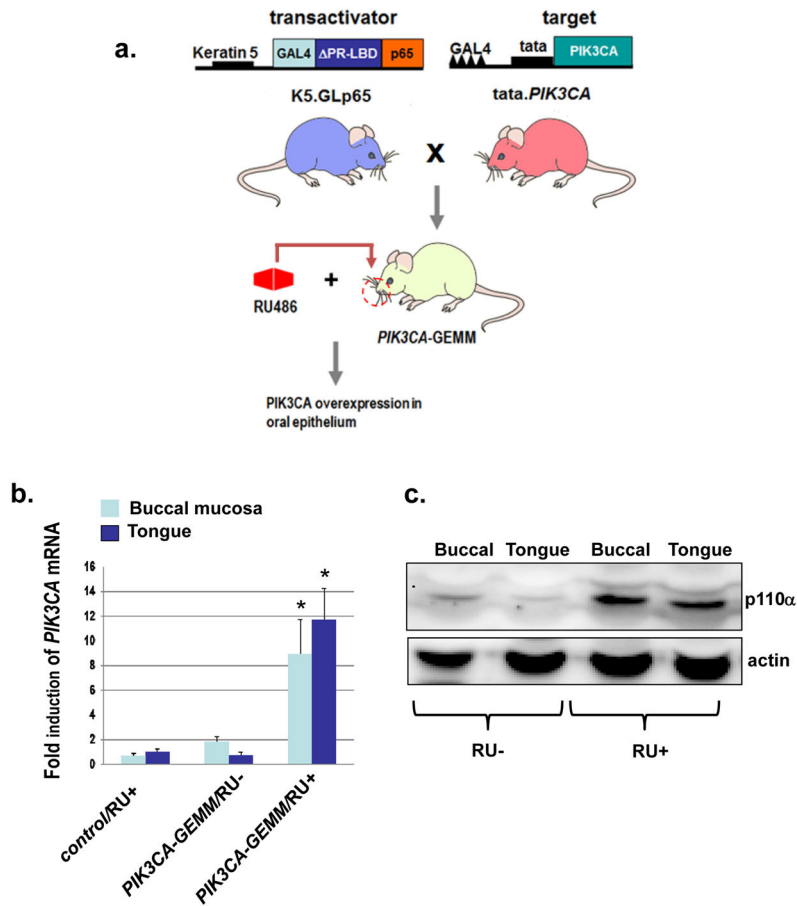 a.
transactivator
target
Keratin 5
GAL4
ΔPR-LBD
p65
GAL4
tata
PIK3CA
K5.GLp65
tata.PIK3CA
X
RU486
+
PIK3CA-GEMM
PIK3CA overexpression in
oral epithelium
b.
Buccal mucosa
Tongue
Fold induction of PIK3CA mRNA
16
14
12
10
8
6
4
2
0
*
*
control/RU+
PIK3CA-GEMM/RU-
PIK3CA-GEMM/RU+
c.
Buccal Tongue Buccal Tongue
p110α
actin
RU- RU+